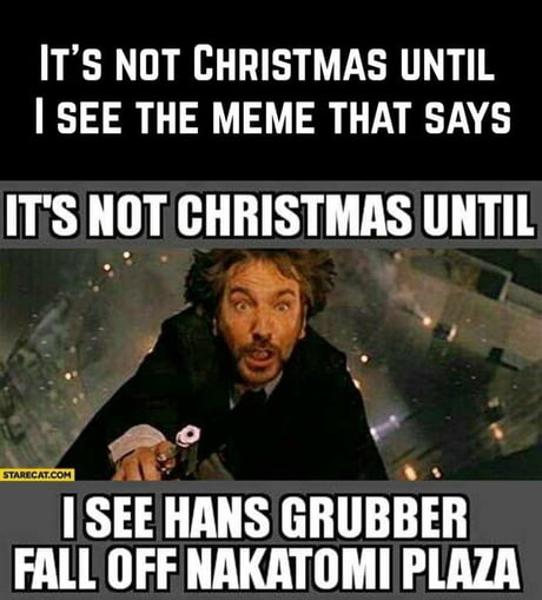 It's not Christmas until
I see the meme that says
IT'S NOT CHRISTMAS UNTIL
STARECAT.COM
I SEE HANS GRUBBER
FALL OFF NAKATOMI PLAZA